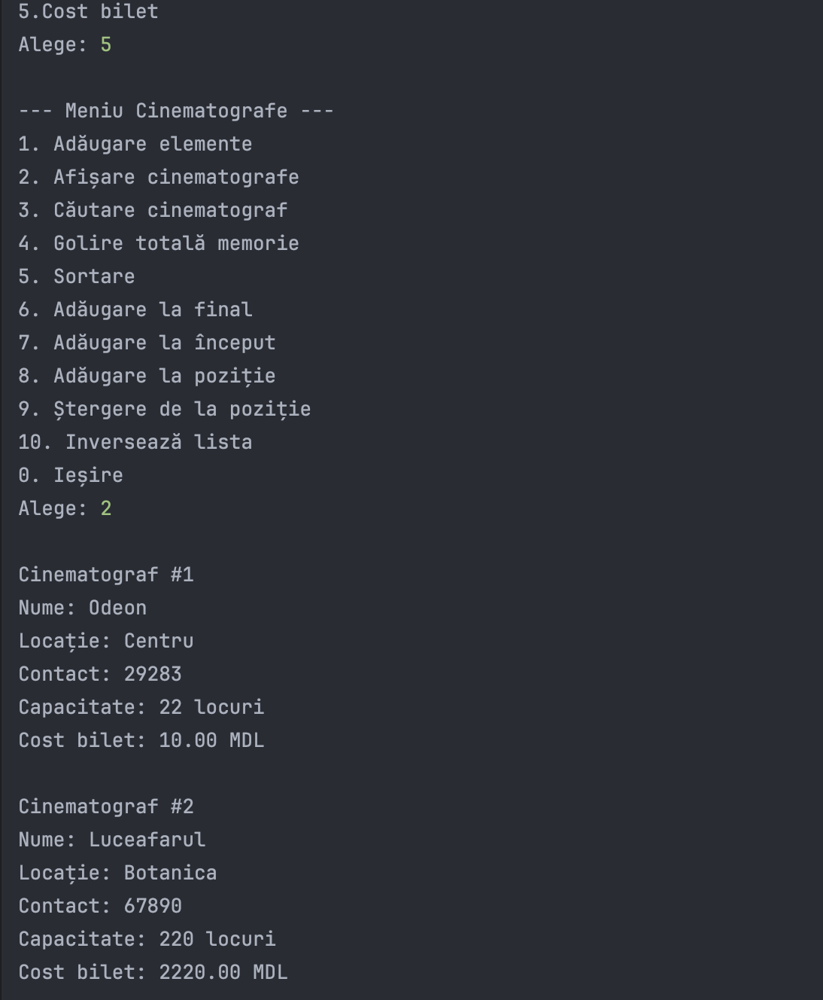 5.Cost bilet
Alege: 5
--- Meniu Cinematografe ---
1. Adăugare elemente
2. Afișare cinematografe
3. Căutare cinematograf
4. Golire totală memorie
5. Sortare
6. Adăugare la final
7. Adăugare la început
8. Adăugare la poziție
9. Ștergere de la poziție
10. Inversează lista
0. Ieșire
Alege: 2
Cinematograf #1
Nume: Odeon
Locație: Centru
Contact: 29283
Capacitate: 22 locuri
Cost bilet: 10.00 MDL
Cinematograf #2
Nume: Luceafarul
Locație: Botanica
Contact: 67890
Capacitate: 220 locuri
Cost bilet: 2220.00 MDL